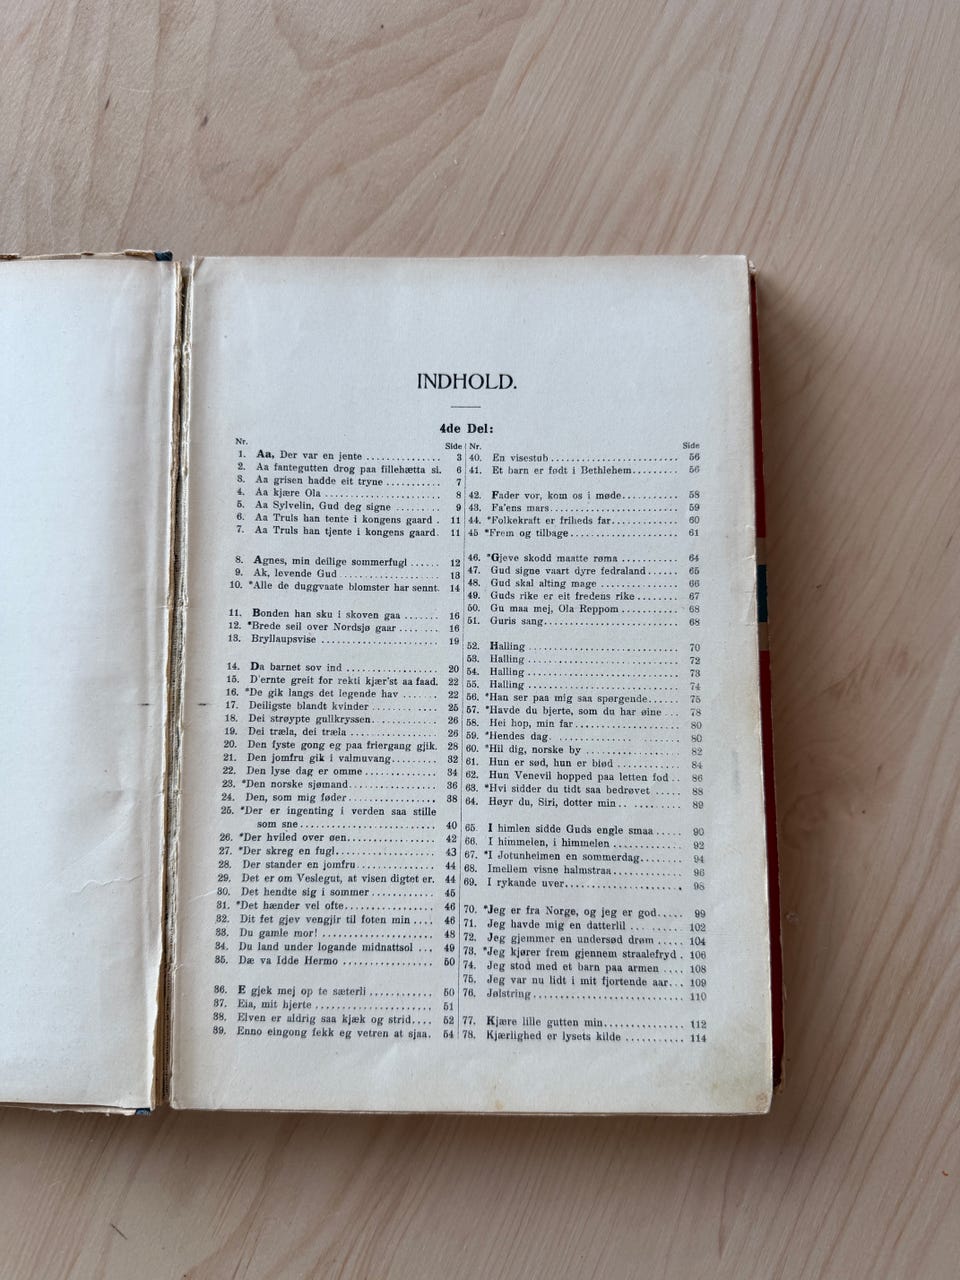 INDHOLD.
4de Del:
Nr. Side
1. Aa, Der var en jente ................ 3
2. Aa fantegutten drog paa fillehætta si. 6
3. Aa grisen hadde eit tryne ........... 7
4. Aa kjære Ola ........................ 8
5. Aa Sylvelin, Gud deg signe ......... 9
6. Aa Truls han tente i kongens gaard . 11
7. Aa Truls han tjente i kongens gaard. 11
8. Agnes, min deilige sommerfugl ...... 12
9. Ak, levende Gud ..................... 13
10. *Alle de duggvaate blomster har sennt. 14
11. Bonden han sku i skoven gaa ........ 16
12. *Brede seil over Nordsjø gaar ....... 16
13. Bryllaupsvise ....................... 19
14. Da barnet sov ind ................... 20
15. D'ernte greit for rekti kjær'st aa faad. 22
16. *De gik langs det legende hav ....... 22
17. Deiligste blandt kvinder ............ 25
18. Dei strøypte gullkryssen............. 26
19. Dei træla, dei træla ................ 26
20. Den fyste gong eg paa friergang gjik. 28
21. Den jomfru gik i valmuvang......... 32
22. Den lyse dag er omme .............. 34
23. *Den norske sjømand................. 36
24. Den, som mig føder ................. 38
25. *Der er ingenting i verden saa stille
som sne ........................... 40
26. *Der hviled over øen................. 42
27. *Der skreg en fugl................... 43
28. Der stander en jomfru............... 44
29. Det er om Veslegut, at visen digtet er. 44
30. Det hendte sig i sommer ............ 45
31. *Det hænder vel ofte................. 46
32. Dit fet gjev vengjir til foten min .... 46
33. Du gamle mor! ...................... 48
34. Du land under logande midnattsol ... 49
35. Dæ va Idde Hermo .................. 50
36. E gjek mej op te sæterli ............. 50
37. Eia, mit hjerte ...................... 51
38. Elven er aldrig saa kjæk og strid.... 52
39. Enno eingong fekk eg vetren at sjaa. 54
Nr. Side
40. En visestub ......................... 56
41. Et barn er født i Bethlehem......... 56
42. Fader vor, kom os i møde........... 58
43. Fa'ens mars......................... 59
44. *Folkekraft er friheds far............ 60
45 *Frem og tilbage..................... 61
46. *Gjeve skodd maatte røma .......... 64
47. Gud signe vaart dyre fedraland ..... 65
48. Gud skal alting mage ............... 66
49. Guds rike er eit fredens rike ........ 67
50. Gu maa mej, Ola Reppom ........... 68
51. Guris sang.......................... 68
52. Halling ............................. 70
53. Halling ............................. 72
54. Halling ............................. 73
55. Halling ............................. 74
56. *Han ser paa mig saa spørgende..... 75
57. *Havde du hjerte, som du har øine ... 78
58. Hei hop, min far .................... 80
59. *Hendes dag. ........................ 80
60. *Hil dig, norske by .................. 82
61. Hun er sød, hun er blød ............ 84
62. Hun Venevil hopped paa letten fod .. 86
63. *Hvi sidder du tidt saa bedrøvet ..... 88
64. Høyr du, Siri, dotter min.. ......... 89
65. I himlen sidde Guds engle smaa ..... 90
66. I himmelen, i himmelen ............. 92
67. *I Jotunheimen en sommerdag........ 94
68. Imellem visne halmstraa............. 96
69. I rykande uver...................... 98
70. *Jeg er fra Norge, og jeg er god..... 99
71. Jeg havde mig en datterlil .......... 102
72. Jeg gjemmer en undersød drøm ..... 104
73. *Jeg kjører frem gjennem straalefryd . 106
74. Jeg stod med et barn paa armen .... 108
75. Jeg var nu lidt i mit fjortende aar... 109
76. Jølstring............................ 110
77. Kjære lille gutten min............... 112
78. Kjærlighed er lysets kilde ........... 114